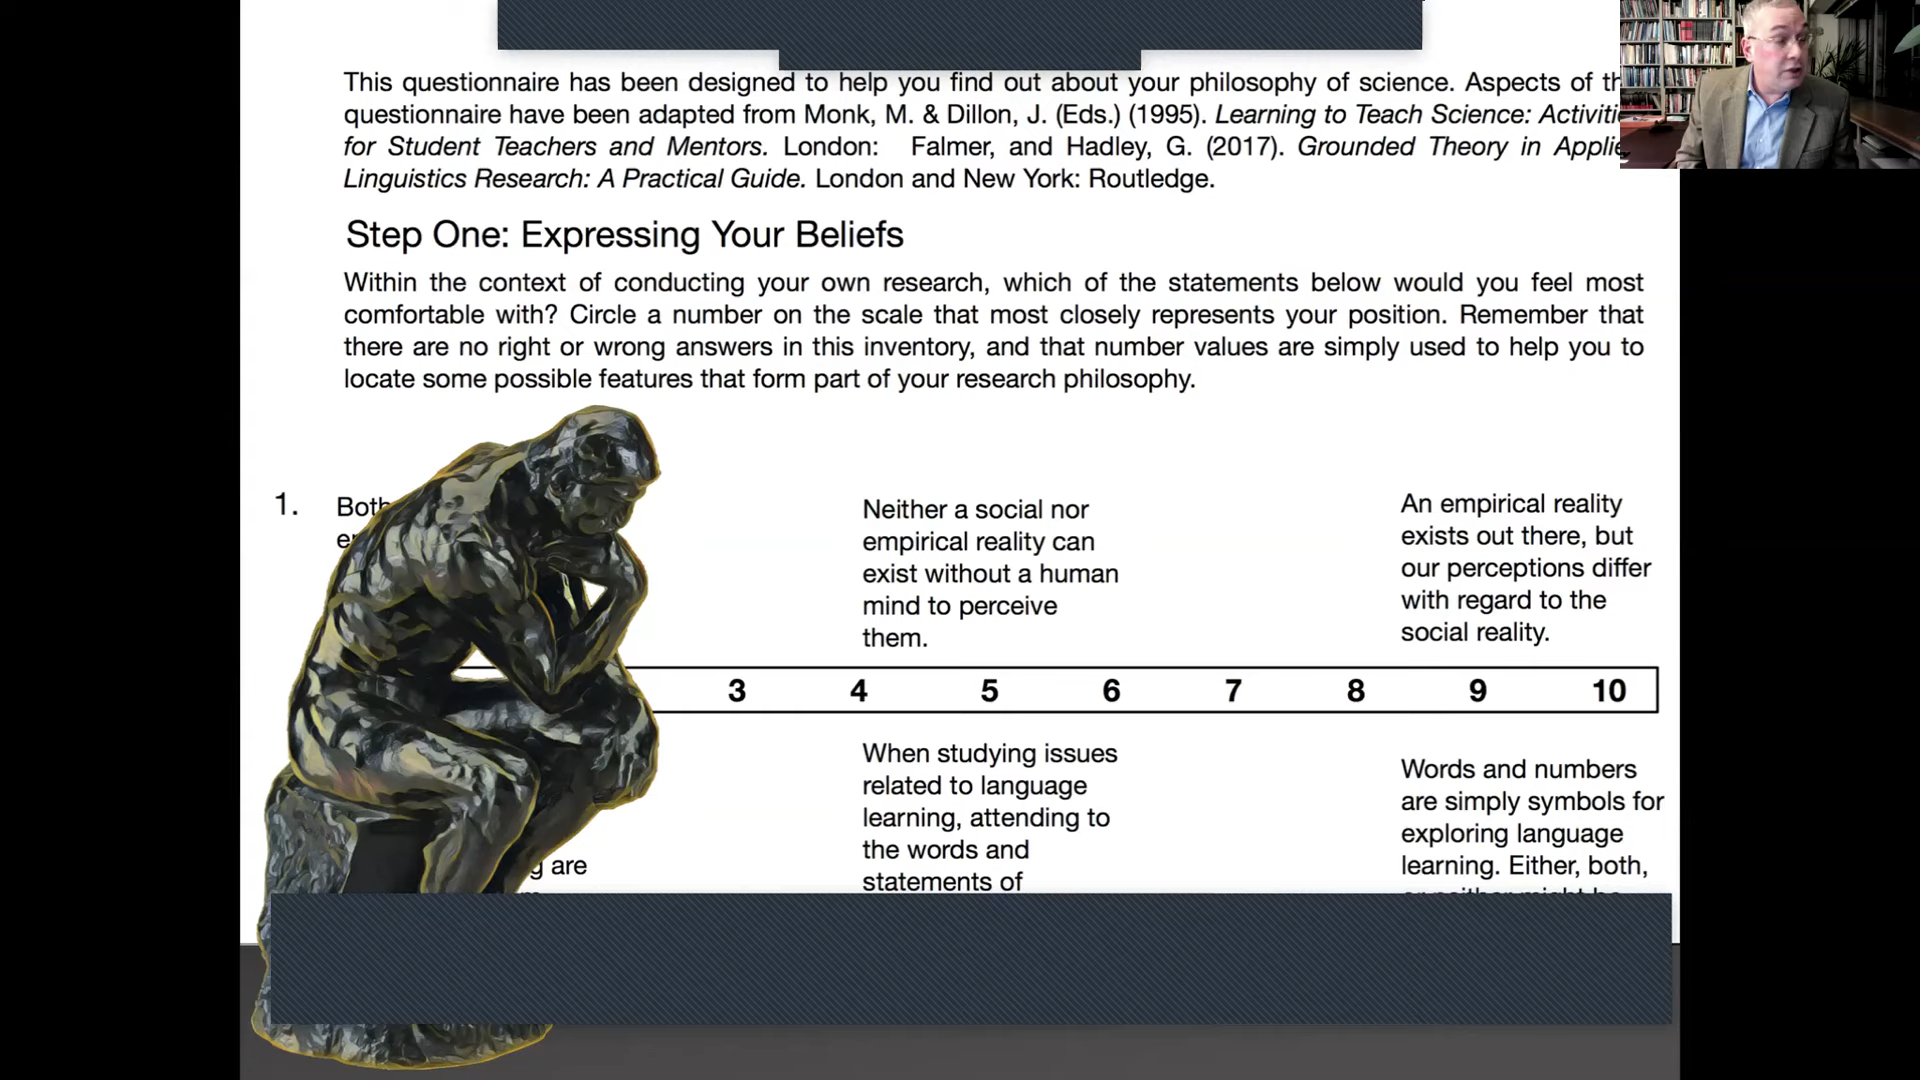 This questionnaire has been designed to help you find out about your philosophy of science. Aspects of
questionnaire have been adapted from Monk, M. & Dillon, J. (Eds.) (1995). Learning to Teach Science:
for Student Teachers and Mentors. London: Falmer, and Hadley, G. (2017). Grounded Theory in
Linguistics Research: A Practical Guide. London and New York: Routledge.
Step One: Expressing Your Beliefs
Within the context of conducting your own research, which of the statements below would you feel most
comfortable with? Circle a number on the scale that most closely represents your position. Remember that
there are no right or wrong answers in this inventory, and that number values are simply used to help you to
locate some possible features that form part of your research philosophy.
1.
Neither a social nor
empirical reality can
exist without a human
mind to perceive
them.
An empirical reality
exists out there, but
our perceptions differ
with regard to the
social reality.
3 4 5 6 7 8 9 10
are
When studying issues
related to language
learning, attending to
the words and
statements of
Words and numbers
are simply symbols for
exploring language
learning. Either, both,